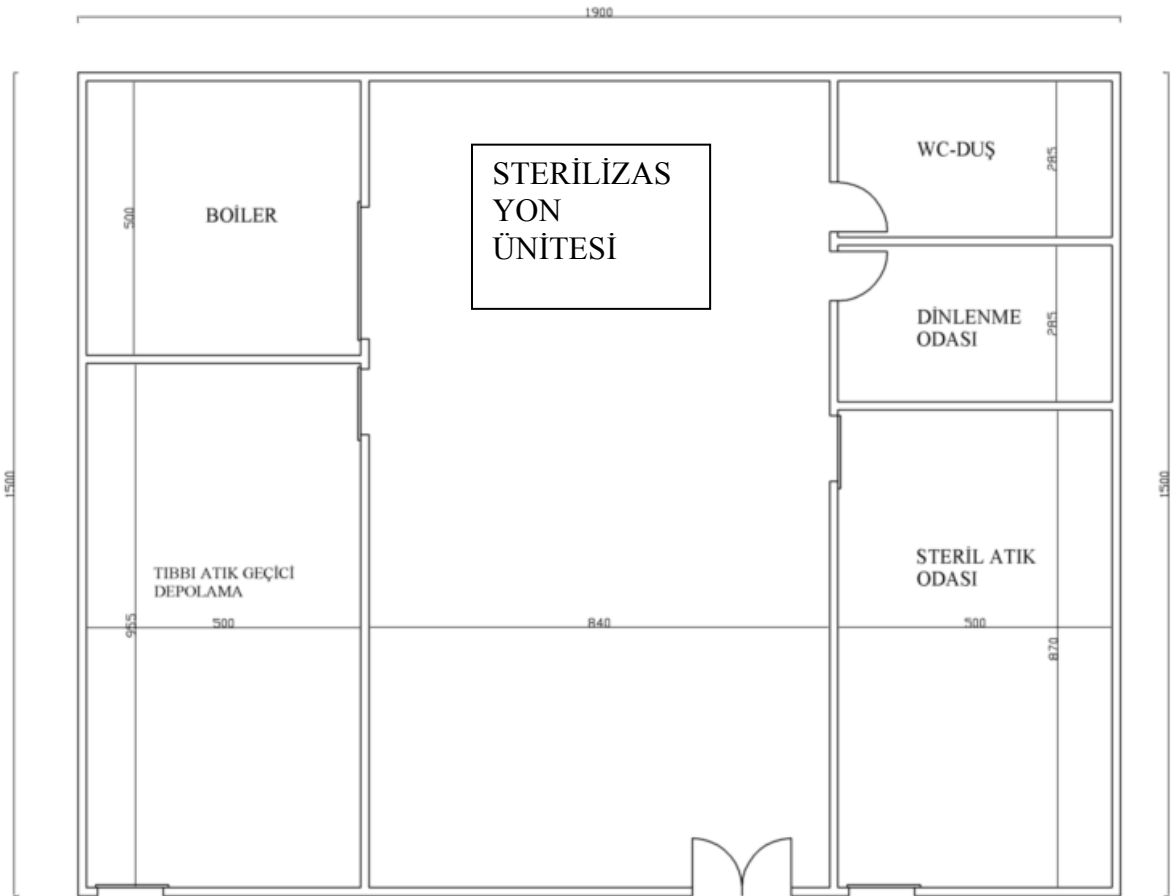 1900
STERİLİZAS
YON
ÜNİTESİ
WC-DUŞ
285
BOİLER
500
DİNLENME
ODASI
285
1500
1500
STERİL ATIK
ODASI
TIBBI ATIK GEÇİCİ
DEPOLAMA
955
500
840
500
870